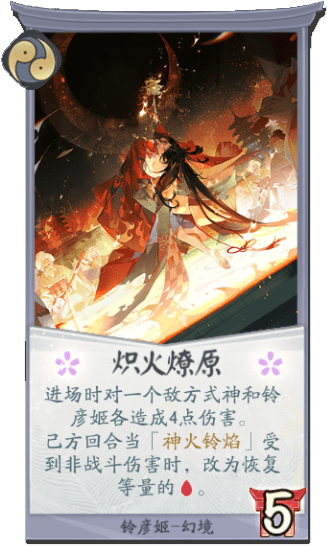 炽火燎原
进场时对一个敌方式神和铃
彦姬各造成4点伤害。
己方回合当「神火铃焰」受
到非战斗伤害时，改为恢复
等量的。
5
铃彦姬-幻境